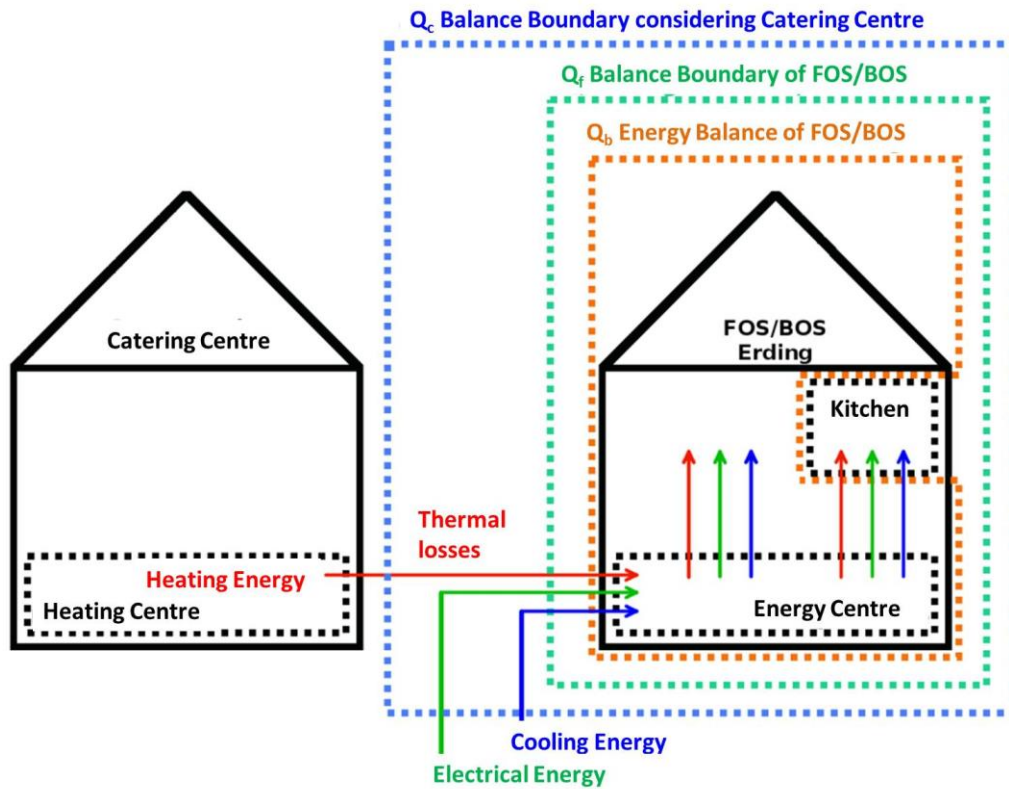 Qc Balance Boundary considering Catering Centre
Qf Balance Boundary of FOS/BOS
Qb Energy Balance of FOS/BOS
Catering Centre
FOS/BOS
Erding
Kitchen
Thermal
losses
Heating Energy
Heating Centre
Energy Centre
Cooling Energy
Electrical Energy